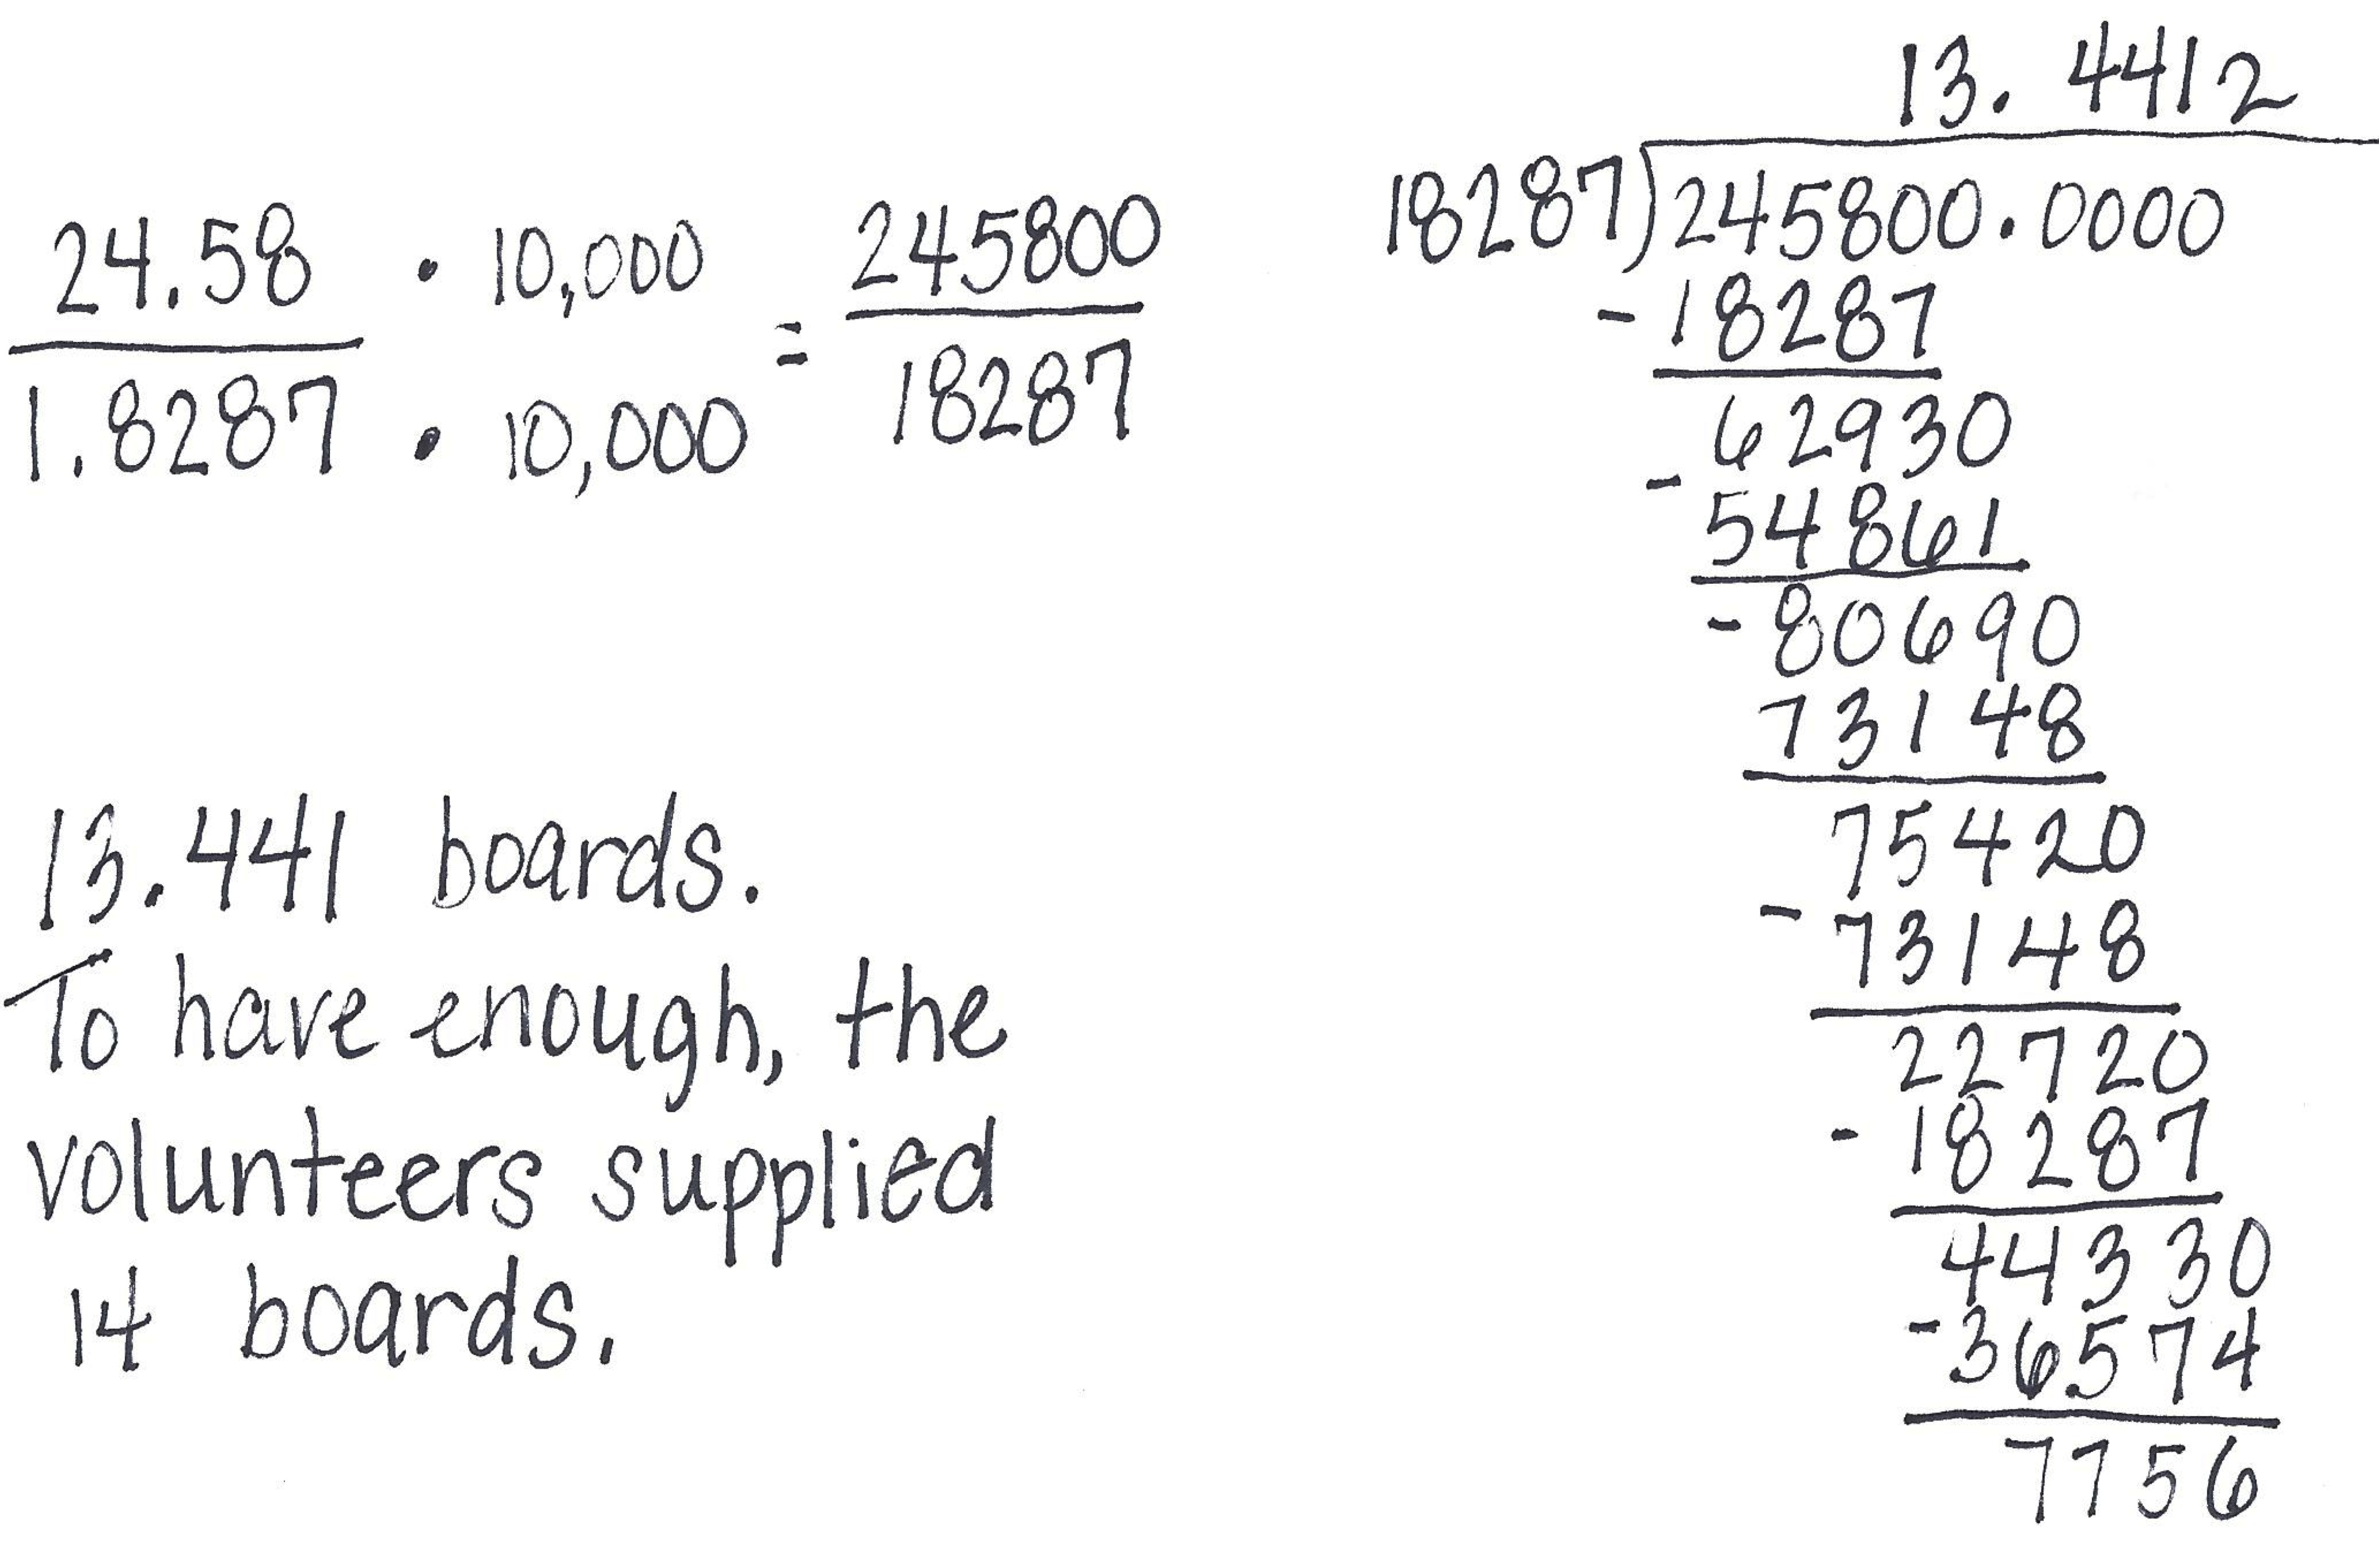 24.58 · 10,000 = 245800
1.8287 · 10,000 18287
13.441 boards.
To have enough, the
volunteers supplied
14 boards.
13.4412
18287)245800.0000
-18287
62930
- 54861
-80690
73148
75420
- 73148
22720
- 18287
44330
-36574
7756